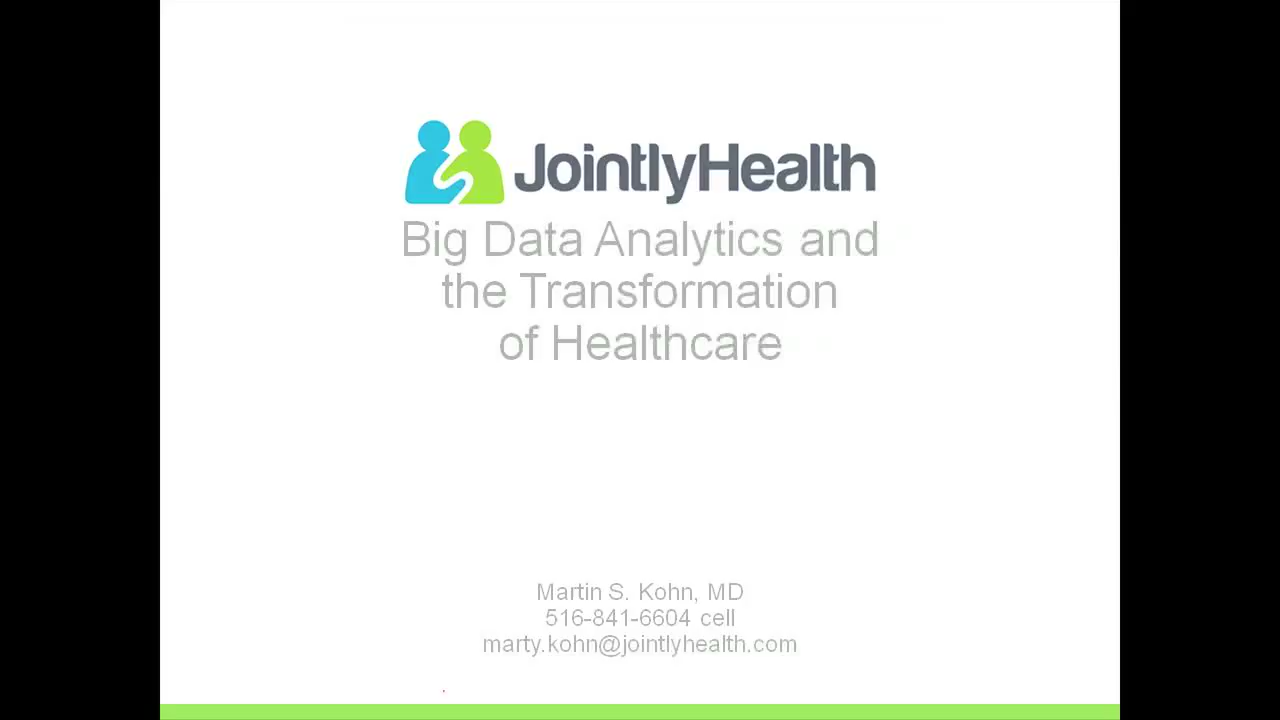 JointlyHealth
Big Data Analytics and
the Transformation
of Healthcare
Martin S. Kohn, MD
516-841-6604 cell
marty.kohn@jointlyhealth.com